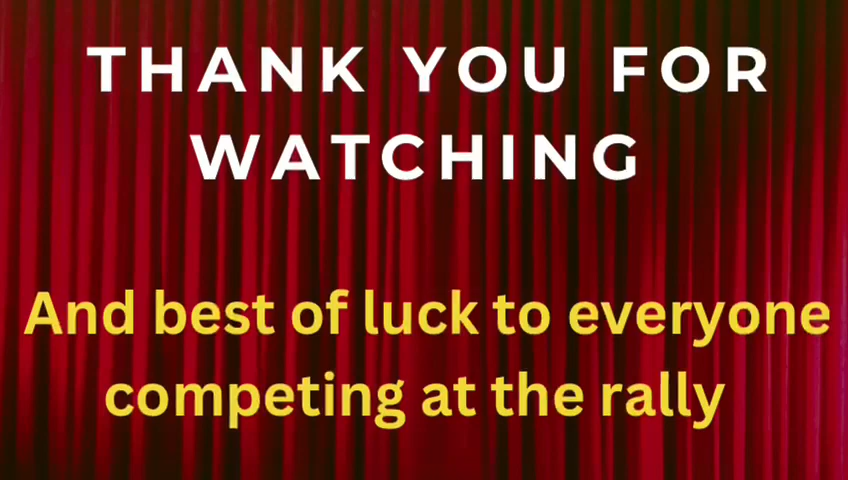 THANK YOU FOR
WATCHING
And best of luck to everyone
competing at the rally